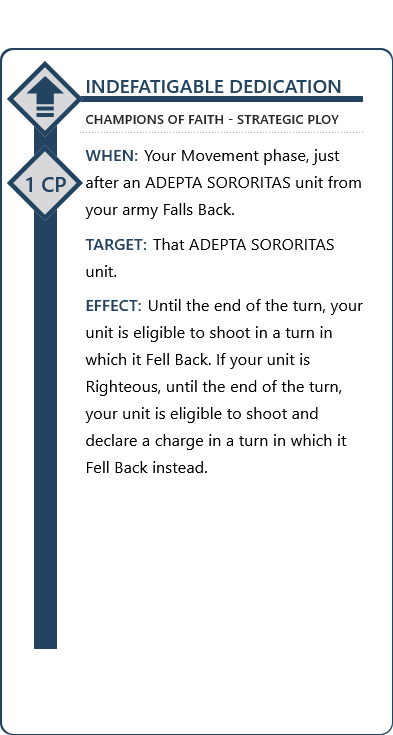 INDEFATIGABLE DEDICATION
CHAMPIONS OF FAITH - STRATEGIC PLOY
1 CP
WHEN: Your Movement phase, just
after an ADEPTA SORORITAS unit from
your army Falls Back.
TARGET: That ADEPTA SORORITAS
unit.
EFFECT: Until the end of the turn, your
unit is eligible to shoot in a turn in
which it Fell Back. If your unit is
Righteous, until the end of the turn,
your unit is eligible to shoot and
declare a charge in a turn in which it
Fell Back instead.